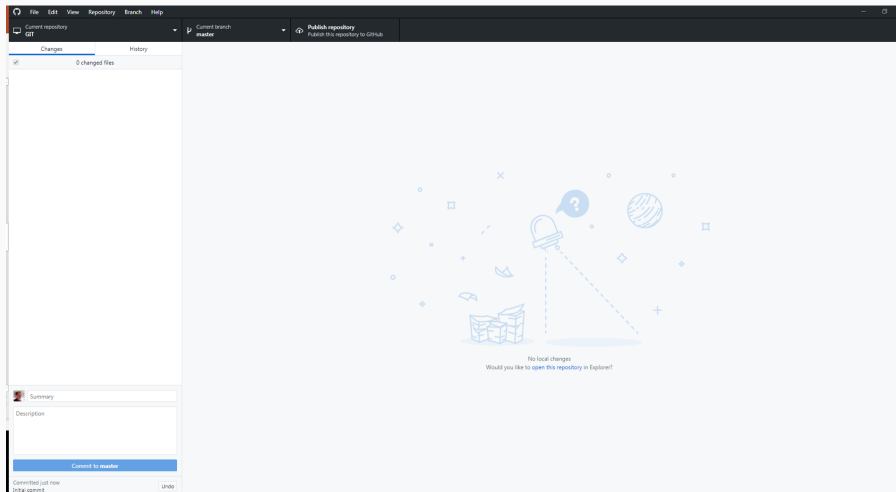 File Edit View Repository Branch Help
Current repository
GIT
Current branch
master
Publish repository
Publish this repository to GitHub
Changes History
0 changed files
?
No local changes
Would you like to open this repository in Explorer?
Summary
Description
Commit to master
Committed just now
Initial commit
Undo